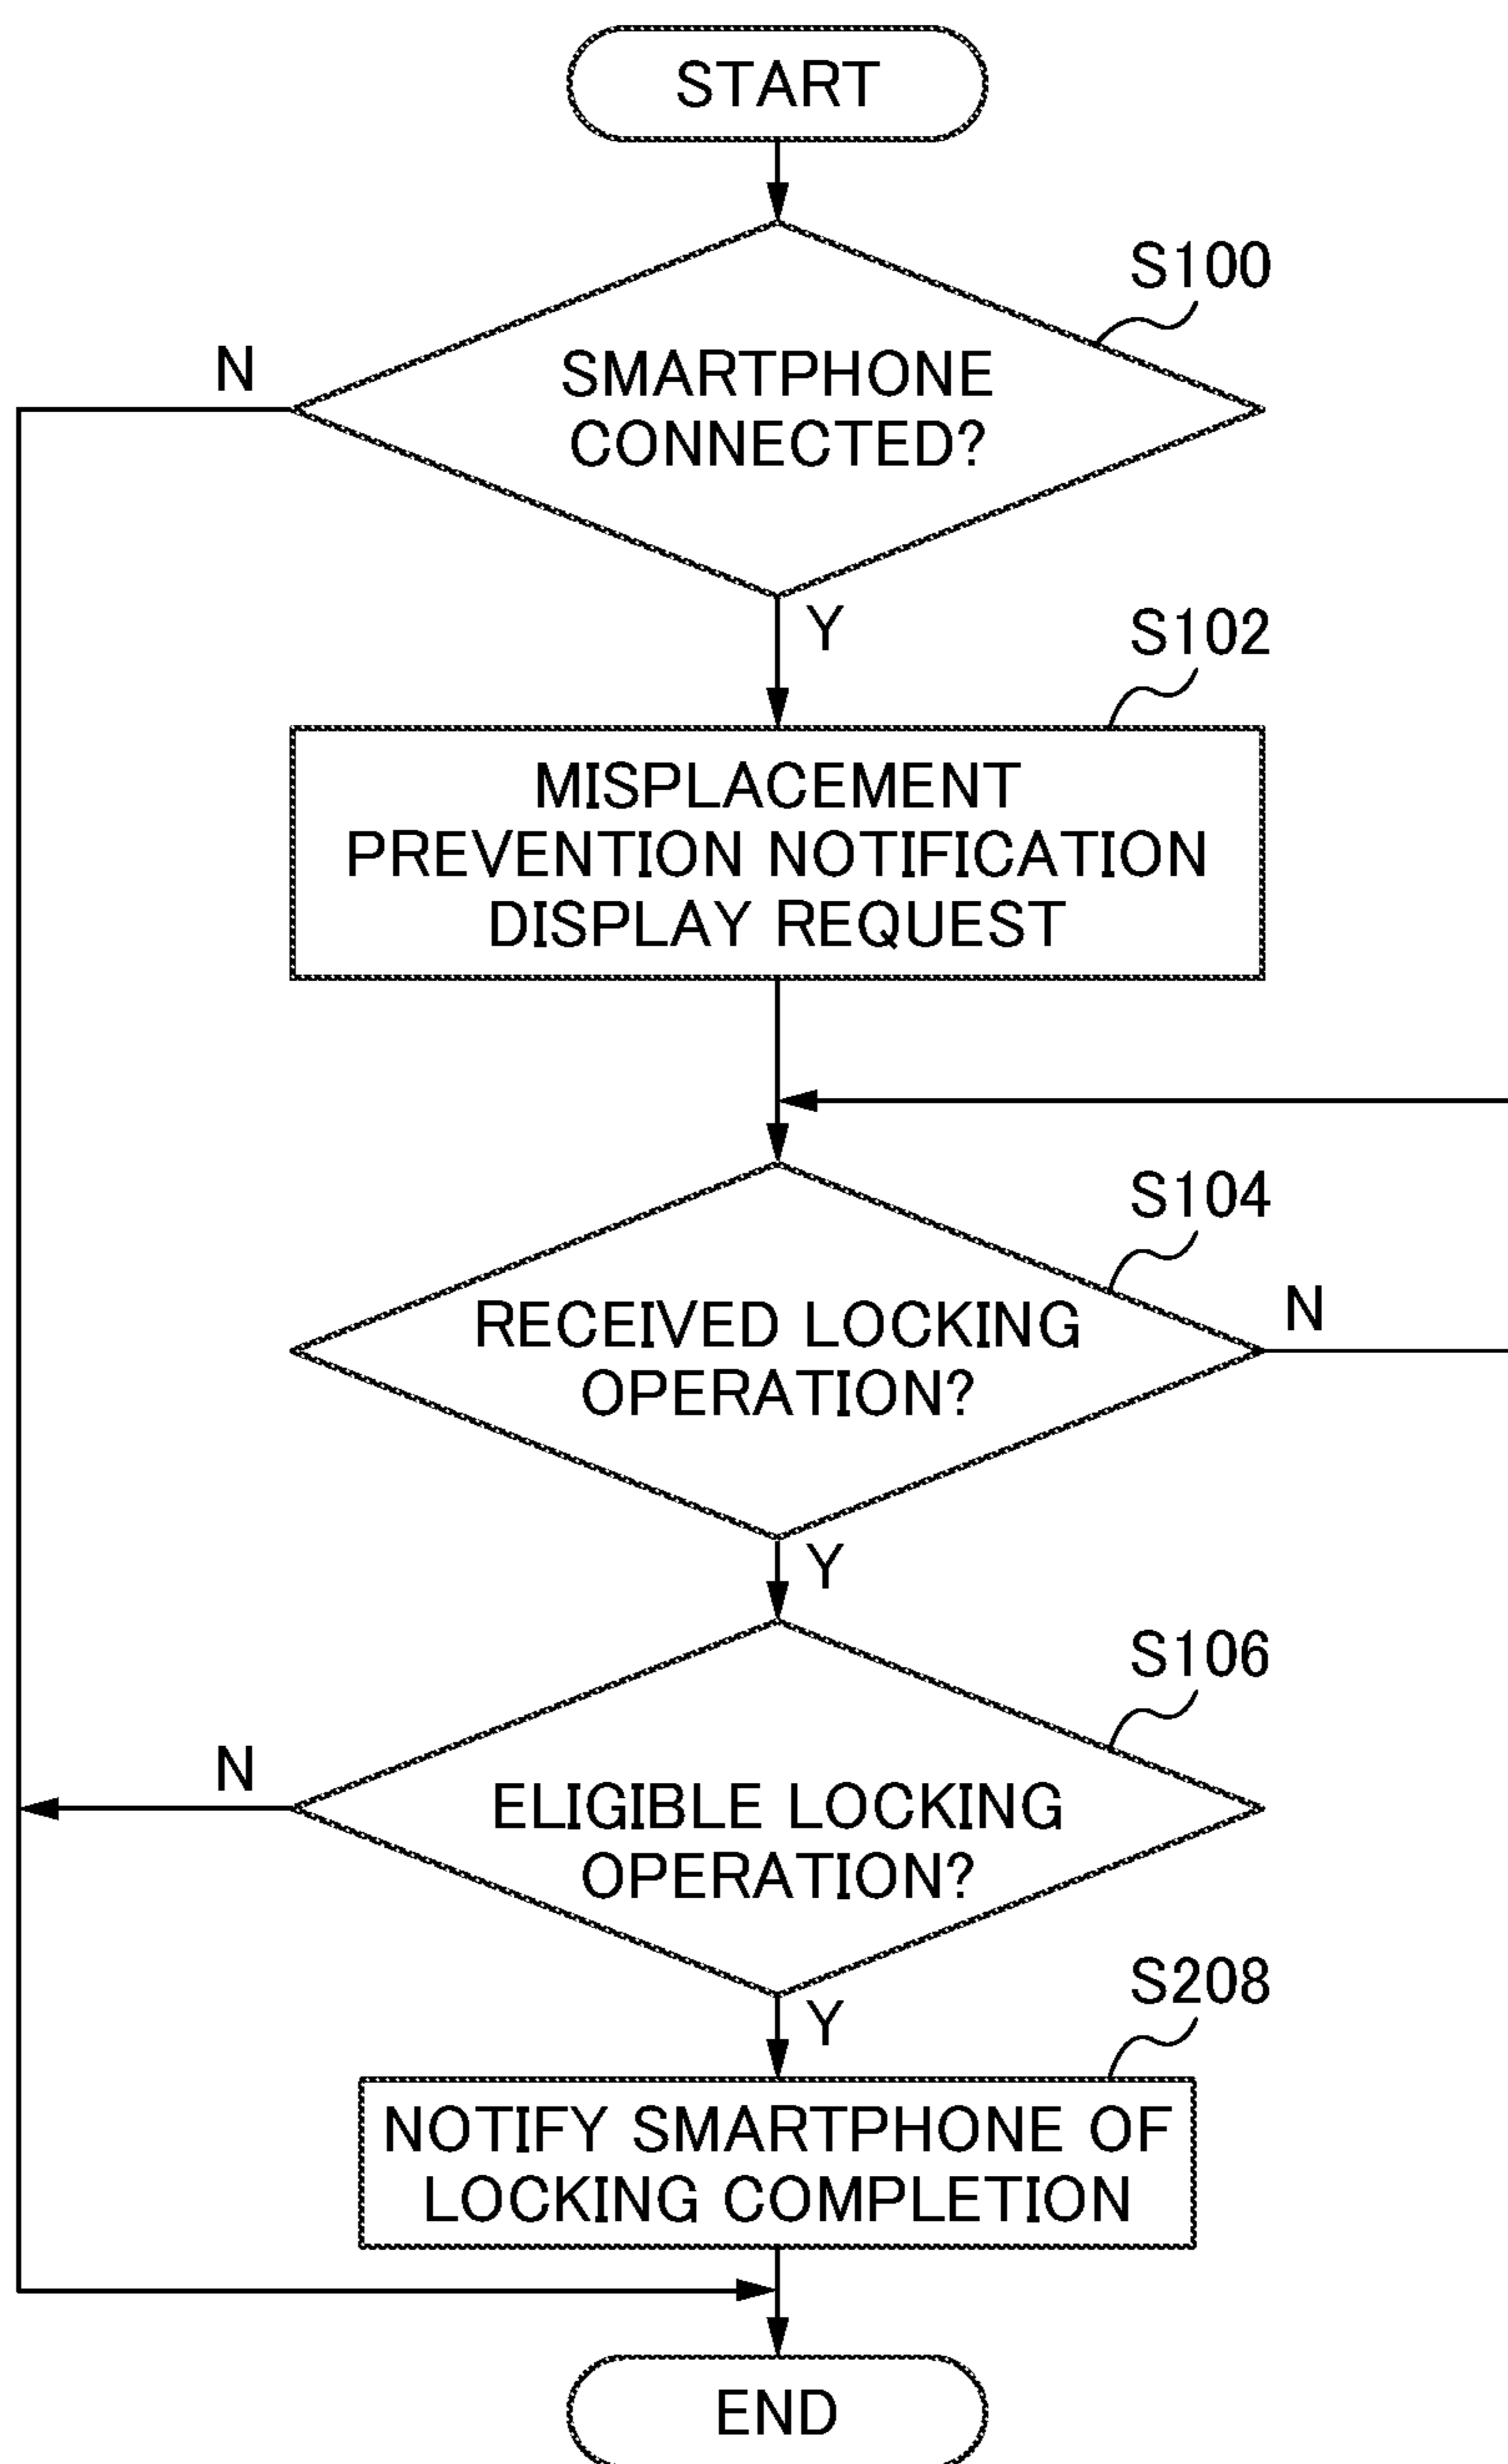 START
S100
N
SMARTPHONE
CONNECTED?
Y
S102
MISPLACEMENT
PREVENTION NOTIFICATION
DISPLAY REQUEST
S104
RECEIVED LOCKING
OPERATION?
N
Y
S106
N
ELIGIBLE LOCKING
OPERATION?
Y
S208
NOTIFY SMARTPHONE OF
LOCKING COMPLETION
END